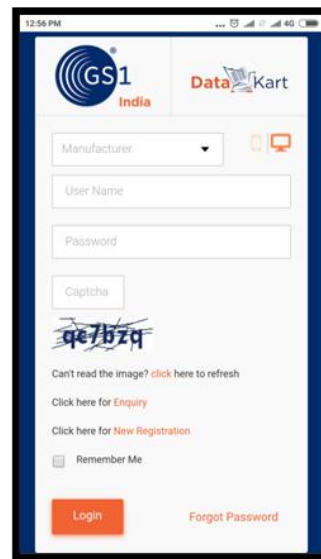 12:56 PM
... 4G
GS1
®
India
DataKart
Manufacturer
User Name
Password
Captcha
qc7bzq
Can't read the image? click here to refresh
Click here for Enquiry
Click here for New Registration
Remember Me
Login
Forgot Password